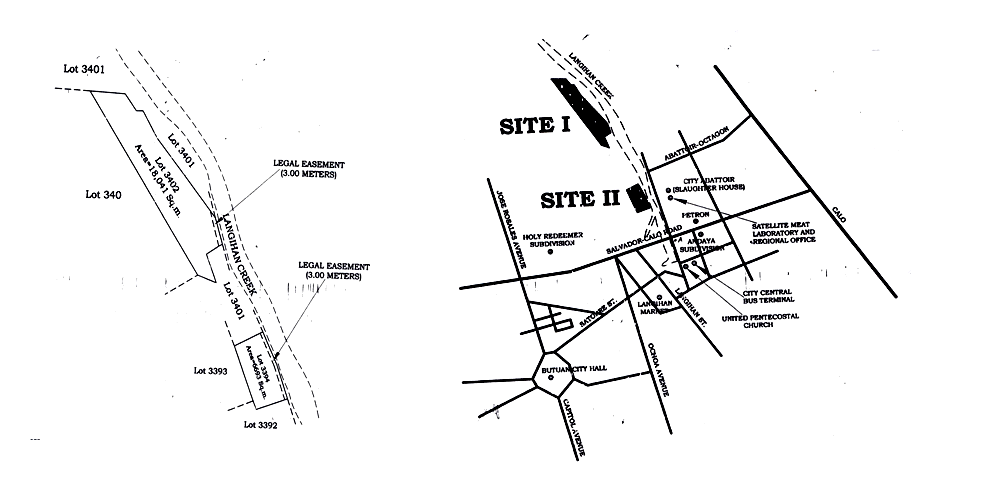 Lot 3401
Lot 3401
Lot 3402
Area=18,041 Sq.m.
Lot 340
LEGAL EASEMENT
(3.00 METERS)
LANGIHAN CREEK
LEGAL EASEMENT
(3.00 METERS)
Lot 3401
Lot 3393
Lot 3394
Area=6693 Sq.m.
Lot 3392
LANGIHAN CREEK
SITE I
ABATTOIR-OCTAGON
SITE II
CITY ABATTOIR
(SLAUGHTER HOUSE)
JOSE ROSALES AVENUE
PETRON
CALO
HOLY REDEEMER
SUBDIVISION
SALVADOR-CALO ROAD
SATELLITE MEAT
LABORATORY AND
REGIONAL OFFICE
ANDAYA
SUBDIVISION
CITY CENTRAL
BUS TERMINAL
LANGIHAN
MARKET
LANGIHAN ST.
UNITED PENTECOSTAL
CHURCH
OCHOA AVENUE
BUTUAN CITY HALL
CAPITOL AVENUE